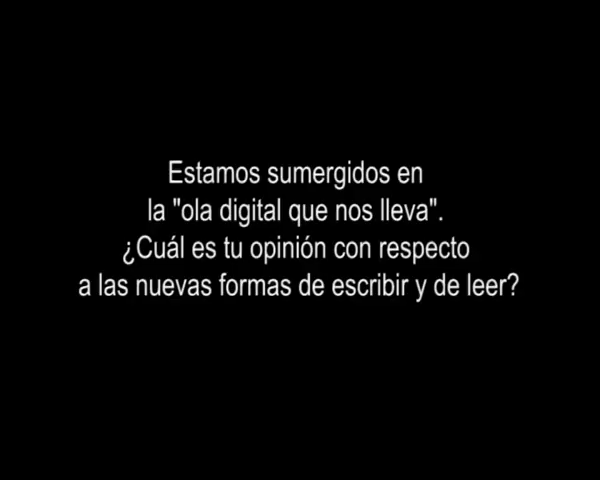 Estamos sumergidos en
la "ola digital que nos lleva".
¿Cuál es tu opinión con respecto
a las nuevas formas de escribir y de leer?